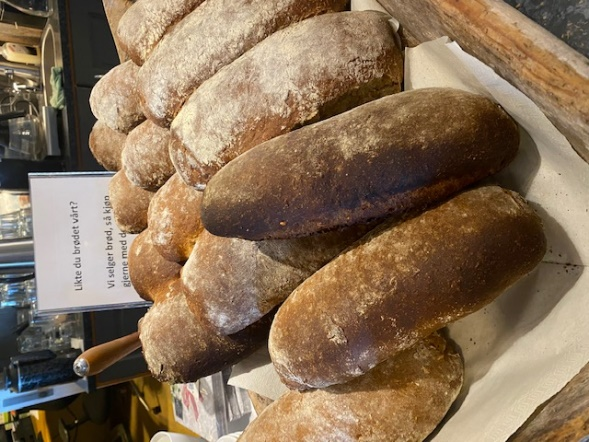 Likte du brødet vårt?
Vi selger brød, så kjøp
gjerne med d